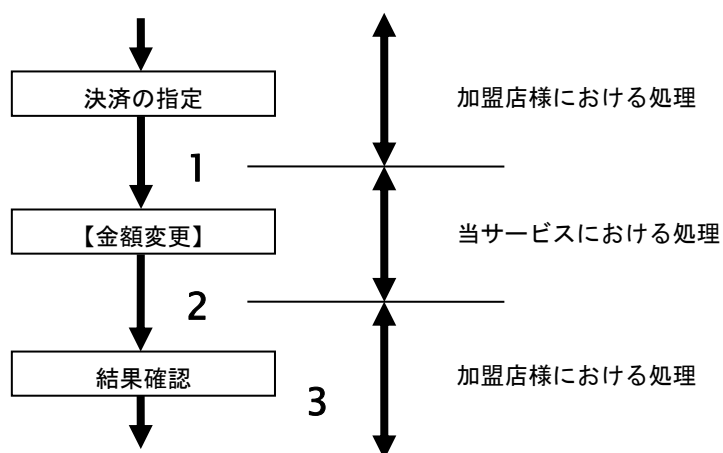 決済の指定
加盟店様における処理
1
【金額変更】
当サービスにおける処理
2
結果確認
加盟店様における処理
3